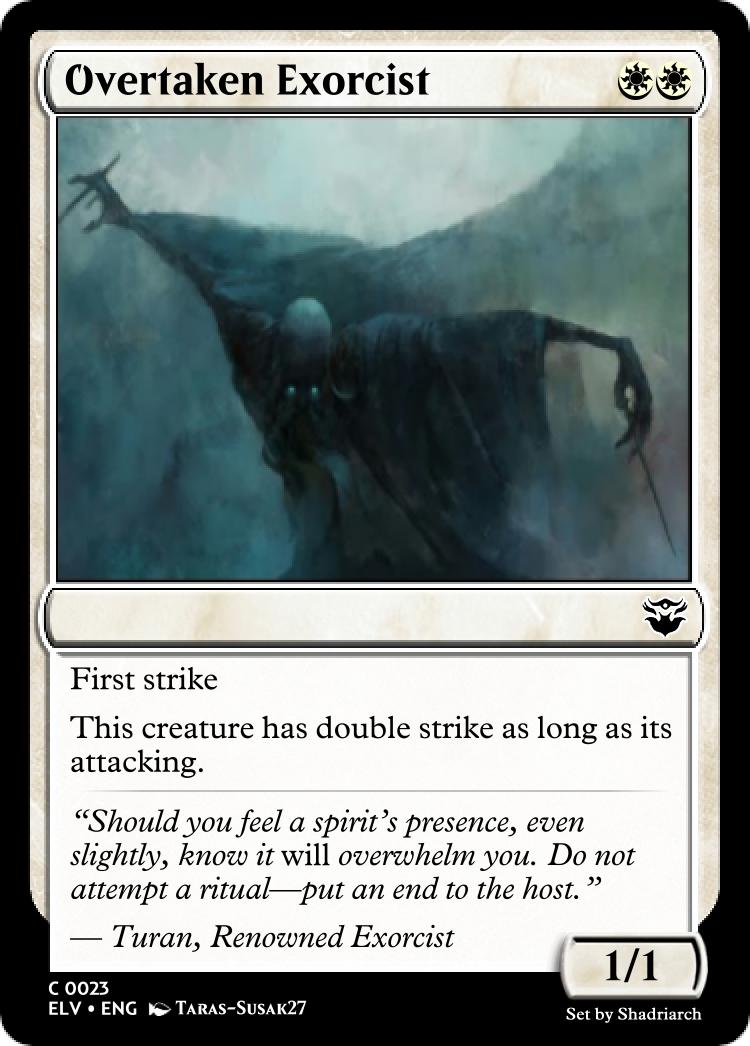 Overtaken Exorcist
First strike
This creature has double strike as long as its
attacking.
“Should you feel a spirit’s presence, even
slightly, know it will overwhelm you. Do not
attempt a ritual—put an end to the host.”
— Turan, Renowned Exorcist
1/1
C 0023
ELV • ENG Taras-Susak27
Set by Shadriarch